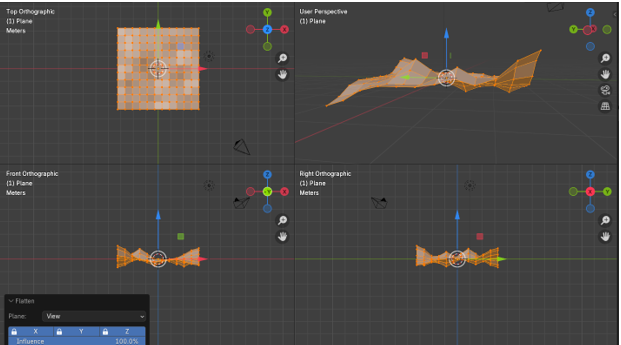 Top Orthographic
(1) Plane
Meters
User Perspective
(1) Plane
Front Orthographic
(1) Plane
Meters
Right Orthographic
(1) Plane
Meters
Flatten
Plane: View
X Y Z
Influence 100.0%